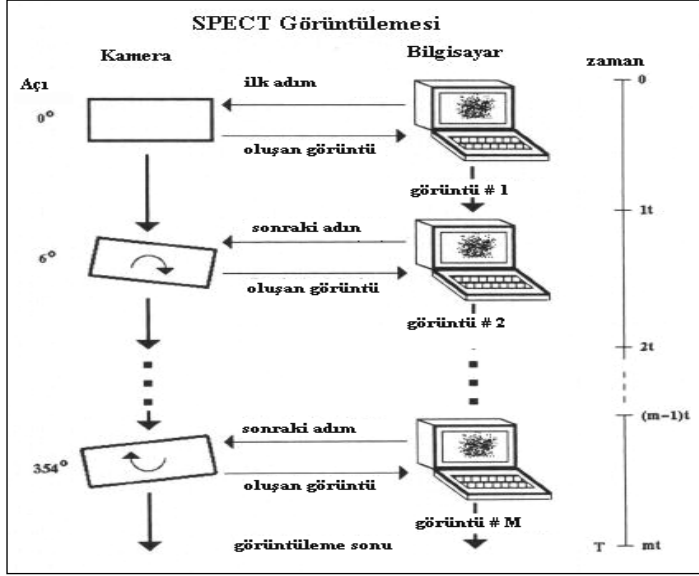 SPECT Görüntülemesi
Kamera
Bilgisayar
zaman
Açı
0
ilk adım
0°
oluşan görüntü
görüntü # 1
1t
sonraki adın
6°
oluşan görüntü
görüntü # 2
2t
(m-1)t
sonraki adım
354°
oluşan görüntü
görüntü # M
görüntüleme sonu
T
mt